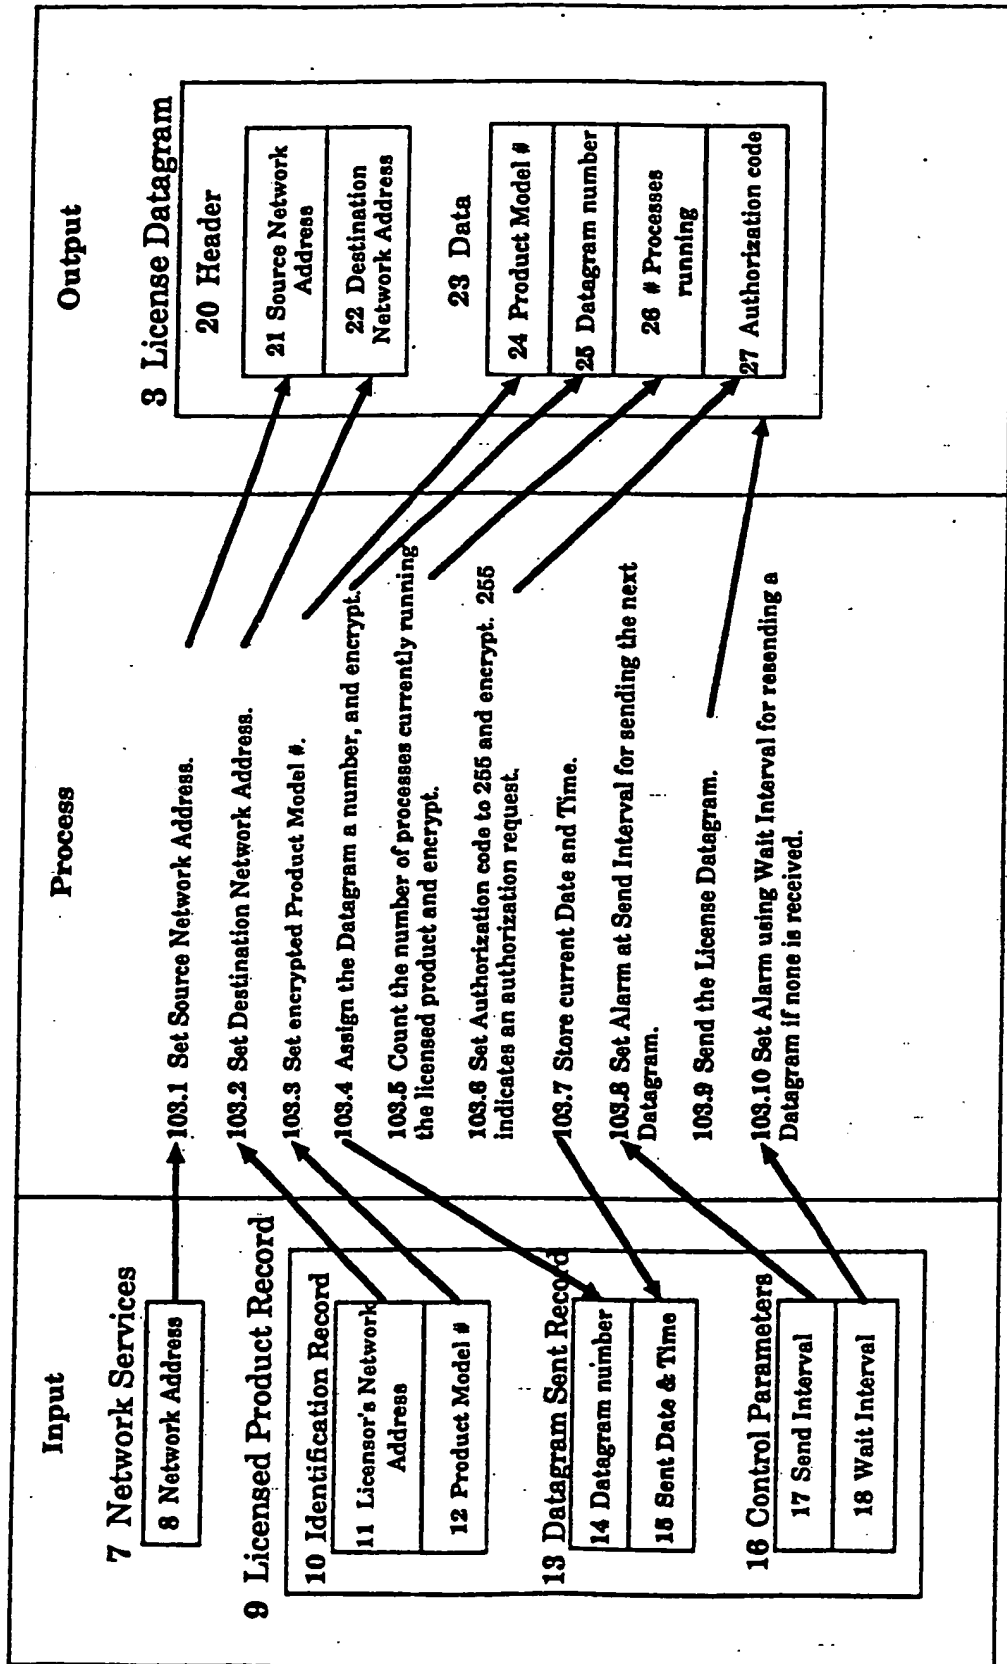 Input
7 Network Services
8 Network Address
9 Licensed Product Record
10 Identification Record
11 Licensor's Network
Address
12 Product Model #
13 Datagram Sent Record
14 Datagram number
15 Sent Date & Time
16 Control Parameters
17 Send Interval
18 Wait Interval
Process
103.1 Set Source Network Address.
103.2 Set Destination Network Address.
103.3 Set encrypted Product Model #.
103.4 Assign the Datagram a number, and encrypt.
103.5 Count the number of processes currently running
the licensed product and encrypt.
103.6 Set Authorization code to 255 and encrypt. 255
indicates an authorization request.
103.7 Store current Date and Time.
103.8 Set Alarm at Send Interval for sending the next
Datagram.
103.9 Send the License Datagram.
103.10 Set Alarm using Wait Interval for resending a
Datagram if none is received.
Output
3 License Datagram
20 Header
21 Source Network
Address
22 Destination
Network Address
23 Data
24 Product Model #
25 Datagram number
26 # Processes
running
27 Authorization code